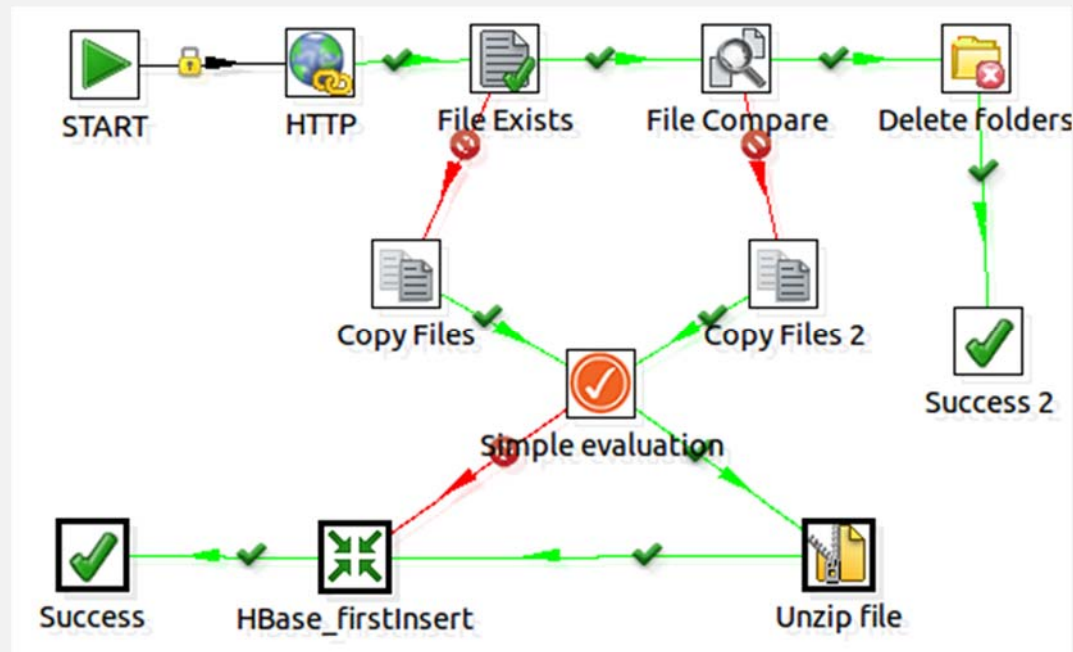 START
HTTP
File Exists
File Compare
Delete folders
Copy Files
Copy Files 2
Success 2
Simple evaluation
Success
HBase_firstInsert
Unzip file